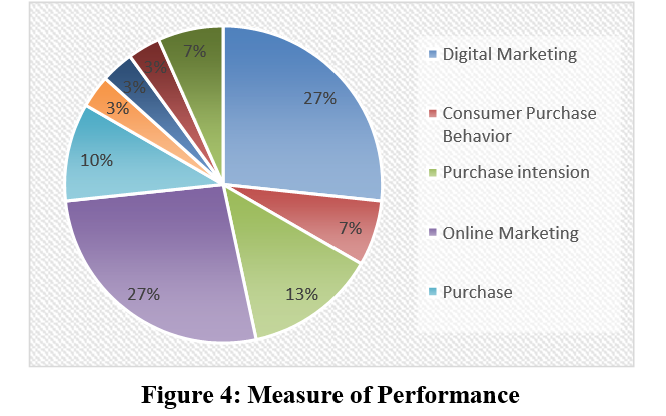 7%
3%
3%
3%
27%
10%
7%
27%
13%
Digital Marketing
Consumer Purchase
Behavior
Purchase intension
Online Marketing
Purchase
Figure 4: Measure of Performance